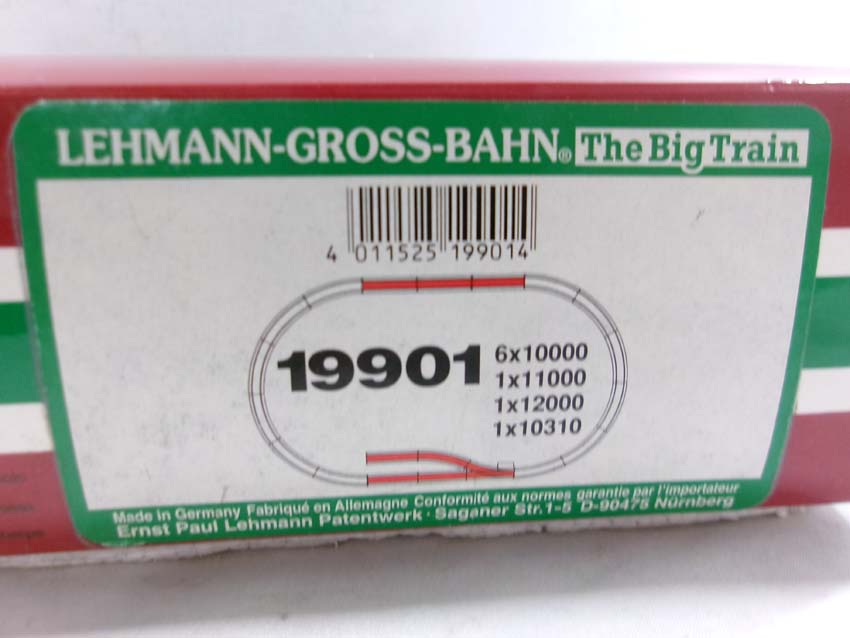 LEHMANN-GROSS-BAHN® The Big Train
4 011525 199014
19901
6x10000
1x11000
1x12000
1x10310
Made in Germany Fabriqué en Allemagne Conformité aux normes garantie par l'importateur
Ernst Paul Lehmann Patentwerk · Saganer Str. 1-5 D-90475 Nürnberg